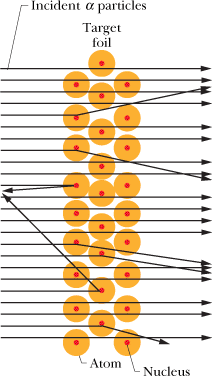 Incident α particles
Target
foil
Atom
Nucleus